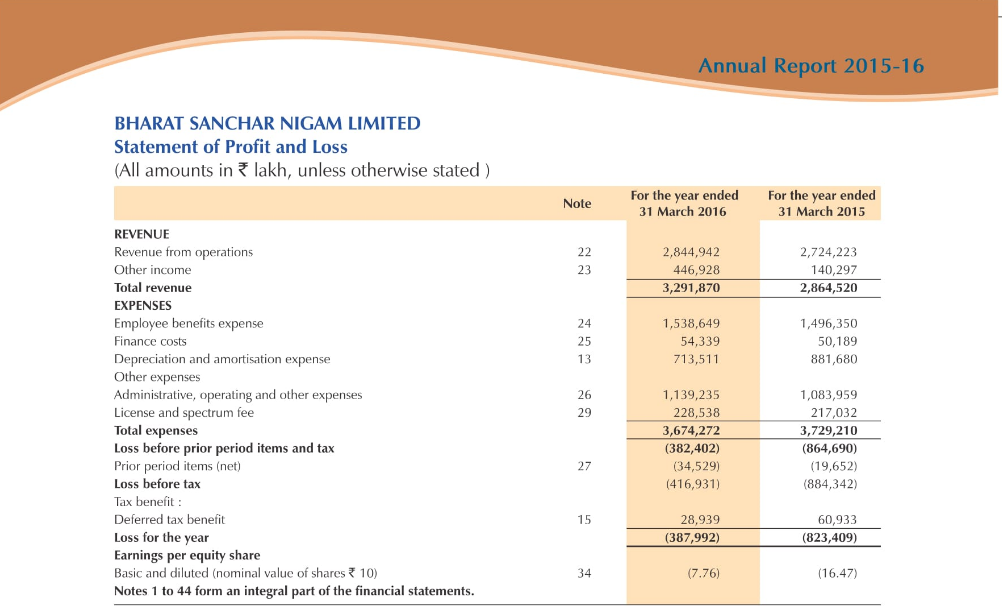 Annual Report 2015-16
BHARAT SANCHAR NIGAM LIMITED
Statement of Profit and Loss
(All amounts in ₹ lakh, unless otherwise stated )
Note For the year ended 31 March 2016 For the year ended 31 March 2015
REVENUE
Revenue from operations 22 2,844,942 2,724,223
Other income 23 446,928 140,297
Total revenue 3,291,870 2,864,520
EXPENSES
Employee benefits expense 24 1,538,649 1,496,350
Finance costs 25 54,339 50,189
Depreciation and amortisation expense 13 713,511 881,680
Other expenses
Administrative, operating and other expenses 26 1,139,235 1,083,959
License and spectrum fee 29 228,538 217,032
Total expenses 3,674,272 3,729,210
Loss before prior period items and tax (382,402) (864,690)
Prior period items (net) 27 (34,529) (19,652)
Loss before tax (416,931) (884,342)
Tax benefit :
Deferred tax benefit 15 28,939 60,933
Loss for the year (387,992) (823,409)
Earnings per equity share
Basic and diluted (nominal value of shares ₹ 10) 34 (7.76) (16.47)
Notes 1 to 44 form an integral part of the financial statements.